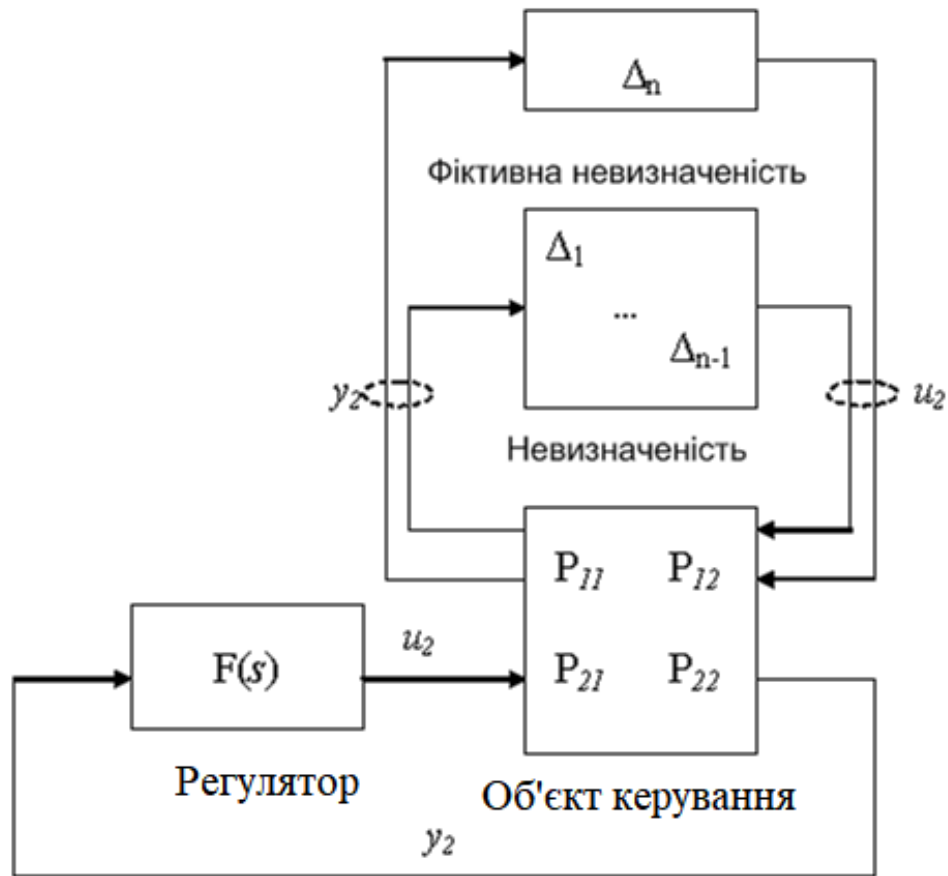 Δn
Фіктивна невизначеність
Δ1
...
Δn-1
y2
u2
Невизначеність
P11 P12
u2
F(s)
P21 P22
Регулятор
Об'єкт керування
y2